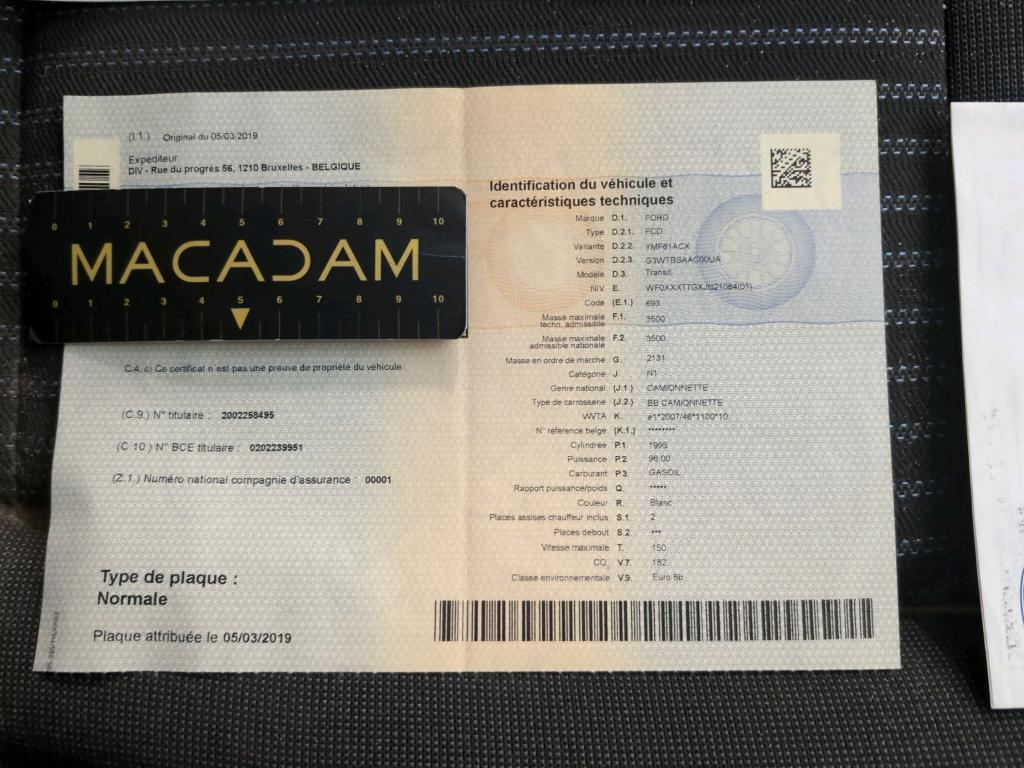 (I.1.) Original du 05/03/2019
Expéditeur
DIV - Rue du progrès 56, 1210 Bruxelles - BELGIQUE
0 1 2 3 4 5 6 7 8 9 10
MACADAM
0 1 2 3 4 5 6 7 8 9 10
C.4. c) Ce certificat n'est pas une preuve de propriété du véhicule
(C.9.) N° titulaire : 2002258495
(C.10.) N° BCE titulaire : 0202239951
(Z.1.) Numéro national compagnie d'assurance : 00001
Type de plaque :
Normale
Plaque attribuée le 05/03/2019
Identification du véhicule et
caractéristiques techniques
Marque D.1. FORD
Type D.2.1. FCD
Variante D.2.2. YMF61ACX
Version D.2.3. G3WTBSAAC00UA
Modèle D.3. Transit
NIV E. WF0XXXTTGXJB21084(01)
Code (E.1.) 693
Masse maximale F.1. 3500
techn. admissible
Masse maximale F.2. 3500
admissible nationale
Masse en ordre de marche G. 2131
Catégorie J. N1
Genre national (J.1.) CAMIONNETTE
Type de carrosserie (J.2.) BB CAMIONNETTE
WVTA K. e1*2007/46*1100*10
N° référence belge (K.1.) ********
Cylindrée P.1. 1995
Puissance P.2. 96.00
Carburant P.3. GASOIL
Rapport puissance/poids Q. *****
Couleur R. Blanc
Places assises chauffeur inclus S.1. 2
Places debout S.2. ***
Vitesse maximale T. 150
CO₂ V.7. 182
Classe environnementale V.9. Euro 6b